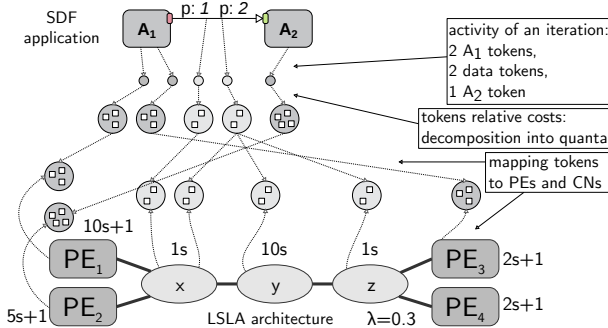 SDF
application
A1
p: 1
p: 2
A2
activity of an iteration:
2 A1 tokens,
2 data tokens,
1 A2 token
tokens relative costs:
decomposition into quanta
mapping tokens
to PEs and CNs
10s+1
PE1
1s
10s
1s
PE3
2s+1
x
y
z
5s+1
PE2
LSLA architecture
λ=0.3
PE4
2s+1